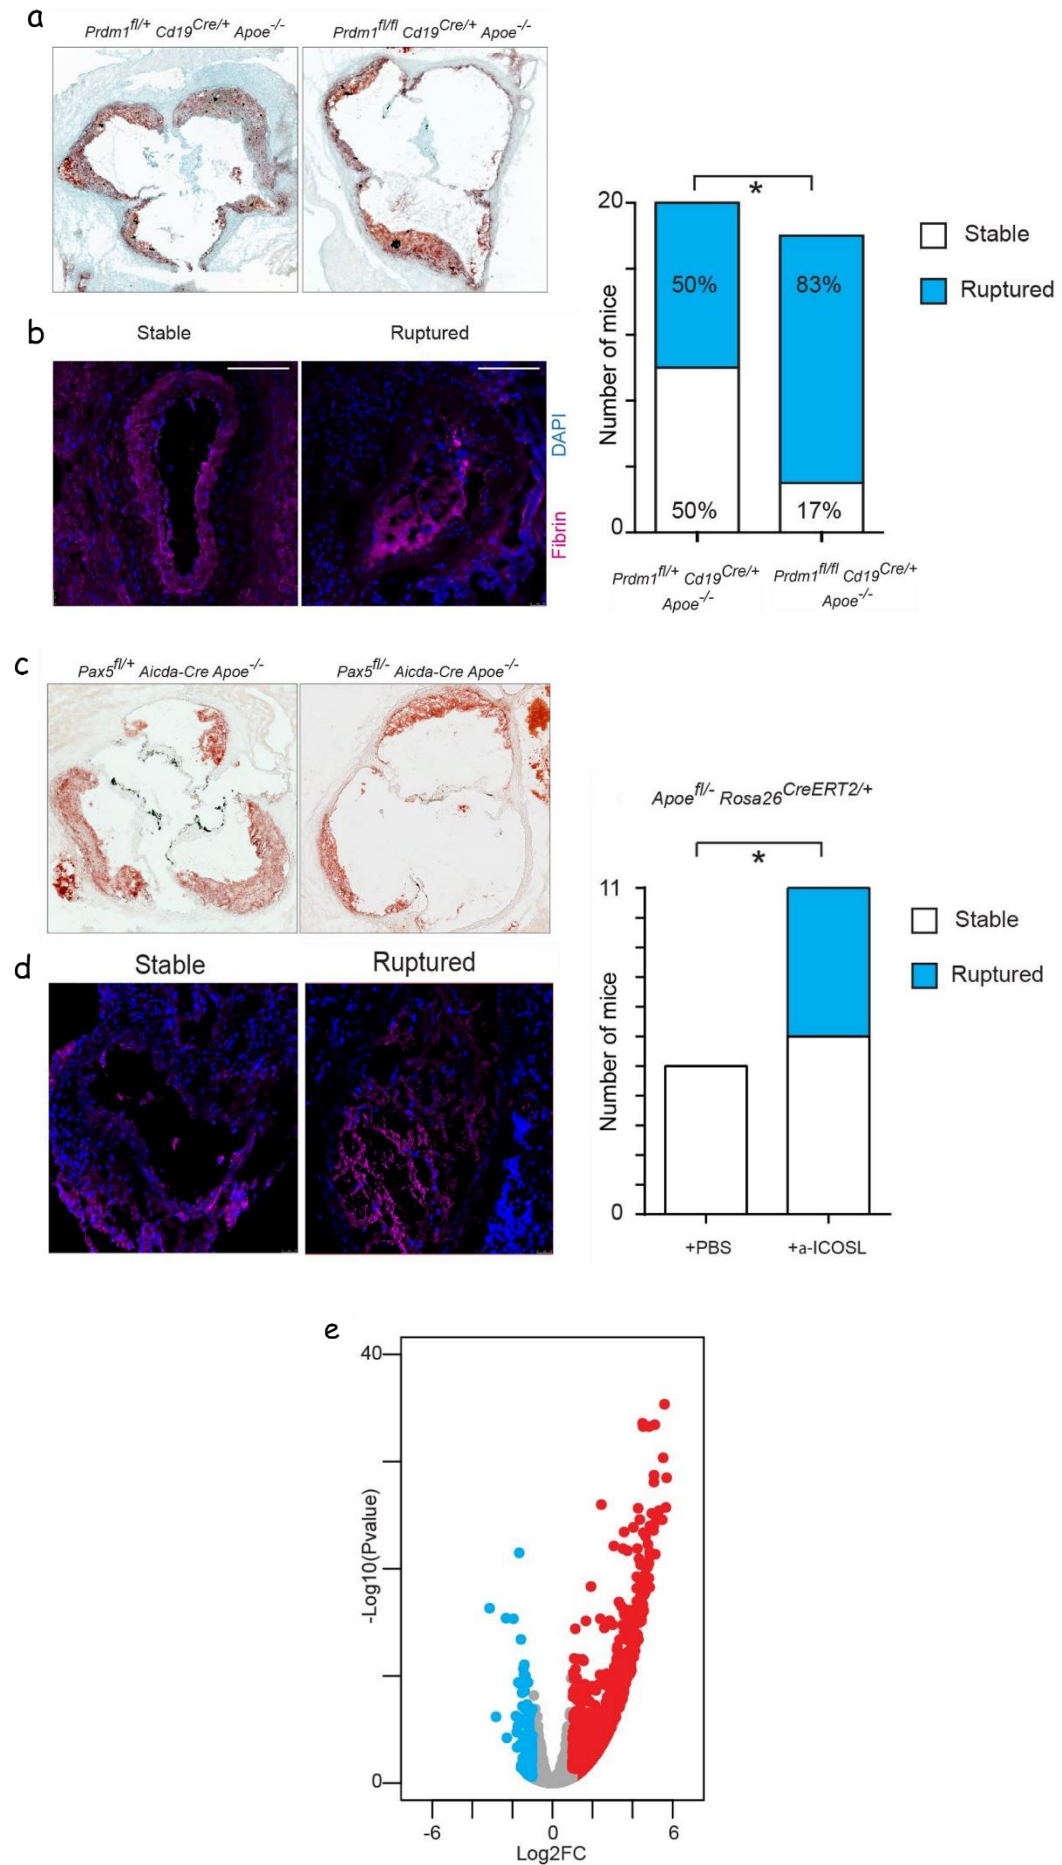 a
Prdm1fl/+ Cd19Cre/+ Apoe-/-
Prdm1fl/fl Cd19Cre/+ Apoe-/-
b
Stable
Ruptured
Fibrin DAPI
*
20
50%
83%
50%
17%
0
Number of mice
Prdm1fl/+ Cd19Cre/+
Apoe-/-
Prdm1fl/fl Cd19Cre/+
Apoe-/-
Stable
Ruptured
c
Pax5fl/+ Aicda-Cre Apoe-/-
Pax5fl/- Aicda-Cre Apoe-/-
d
Stable
Ruptured
Apoefl/- Rosa26CreERT2/+
*
11
0
Number of mice
+PBS
+a-ICOSL
Stable
Ruptured
e
40
10
0
-Log10(Pvalue)
-6
0
6
Log2FC